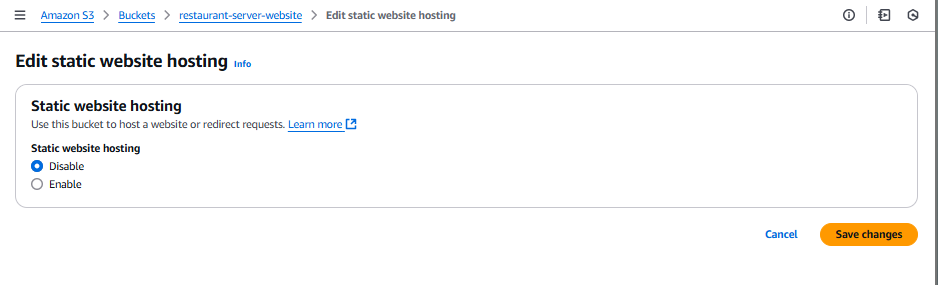 Amazon S3 > Buckets > restaurant-server-website > Edit static website hosting
Edit static website hosting Info
Static website hosting
Use this bucket to host a website or redirect requests. Learn more
Static website hosting
Disable
Enable
Cancel Save changes